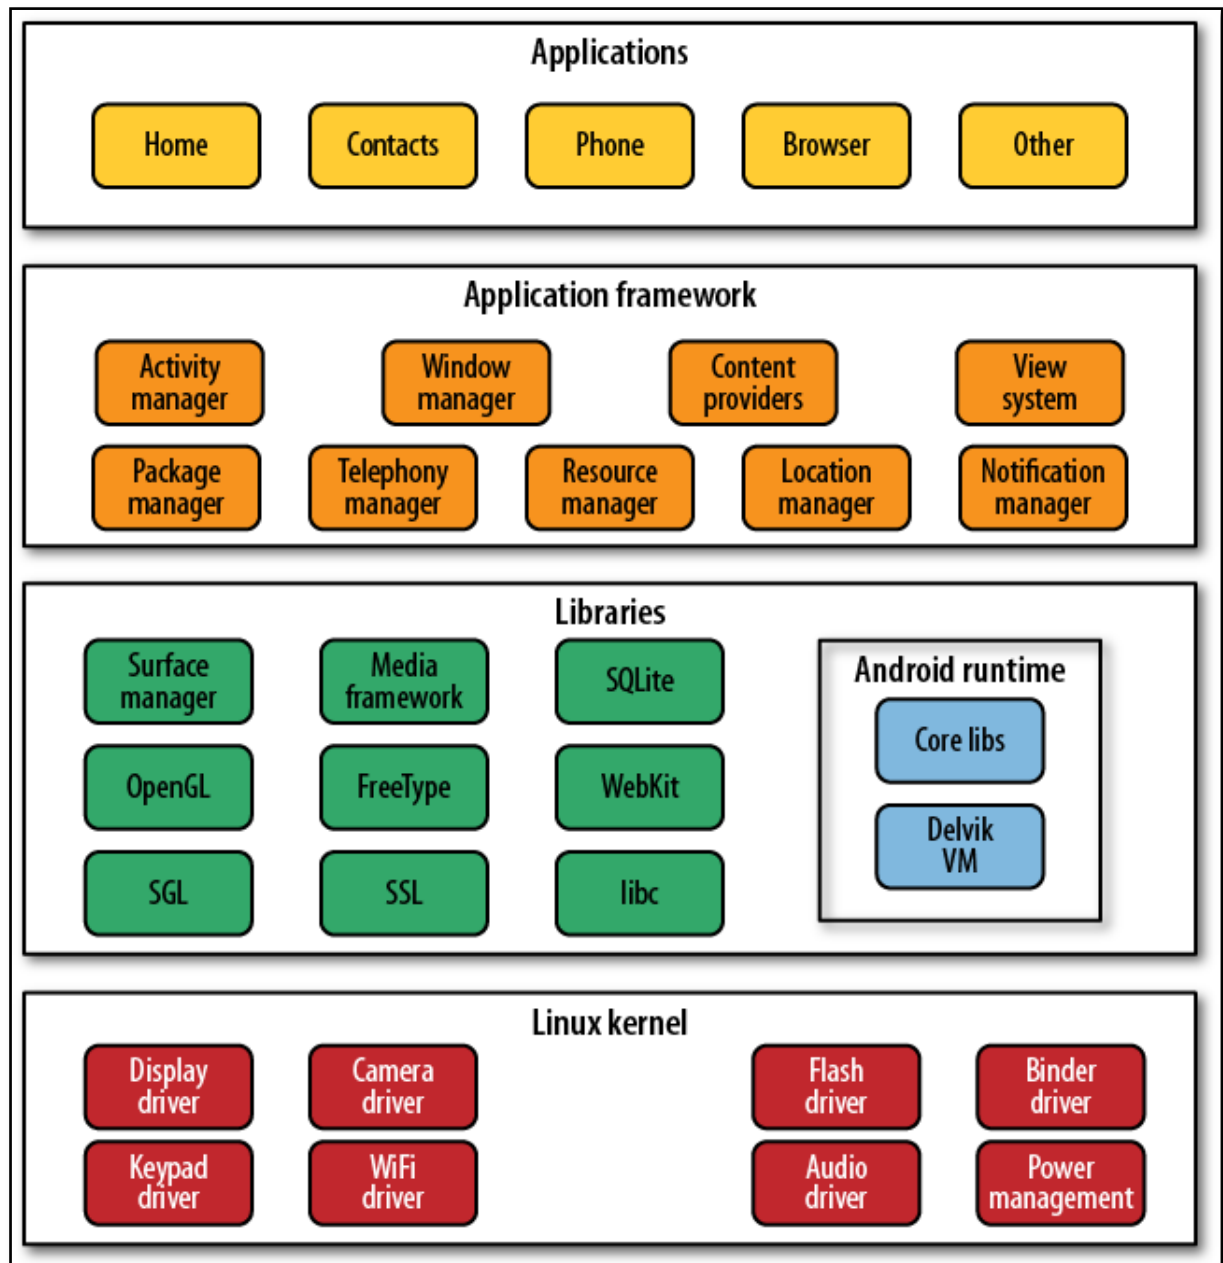 Applications
Home
Contacts
Phone
Browser
Other
Application framework
Activity
manager
Window
manager
Content
providers
View
system
Package
manager
Telephony
manager
Resource
manager
Location
manager
Notification
manager
Libraries
Surface
manager
Media
framework
SQLite
OpenGL
FreeType
WebKit
SGL
SSL
libc
Android runtime
Core libs
Delvik
VM
Linux kernel
Display
driver
Camera
driver
Flash
driver
Binder
driver
Keypad
driver
WiFi
driver
Audio
driver
Power
management